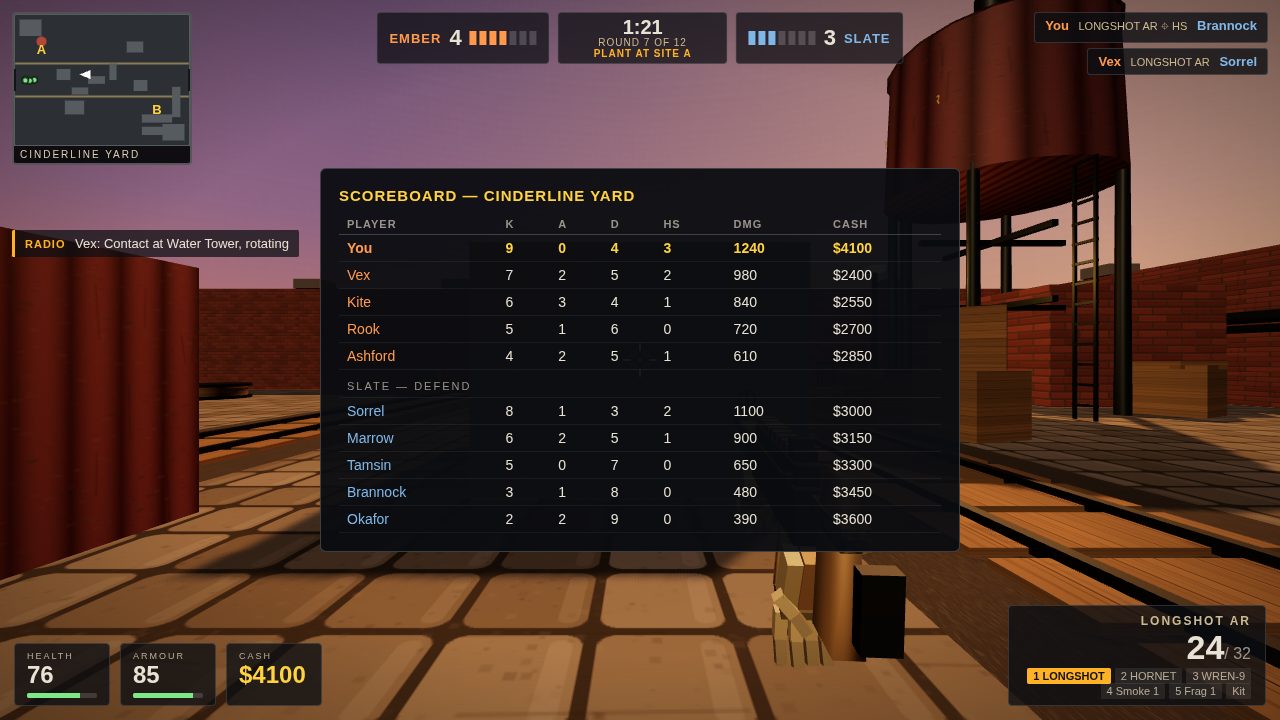 A
B
CINDERLINE YARD
EMBER 4
1:21
ROUND 7 OF 12
PLANT AT SITE A
3 SLATE
You LONGSHOT AR ⌖ HS Brannock
Vex LONGSHOT AR Sorrel
RADIO Vex: Contact at Water Tower, rotating
SCOREBOARD — CINDERLINE YARD
PLAYER K A D HS DMG CASH
You 9 0 4 3 1240 $4100
Vex 7 2 5 2 980 $2400
Kite 6 3 4 1 840 $2550
Rook 5 1 6 0 720 $2700
Ashford 4 2 5 1 610 $2850
SLATE — DEFEND
Sorrel 8 1 3 2 1100 $3000
Marrow 6 2 5 1 900 $3150
Tamsin 5 0 7 0 650 $3300
Brannock 3 1 8 0 480 $3450
Okafor 2 2 9 0 390 $3600
HEALTH
76
ARMOUR
85
CASH
$4100
LONGSHOT AR
24 / 32
1 LONGSHOT 2 HORNET 3 WREN-9
4 Smoke 1 5 Frag 1 Kit